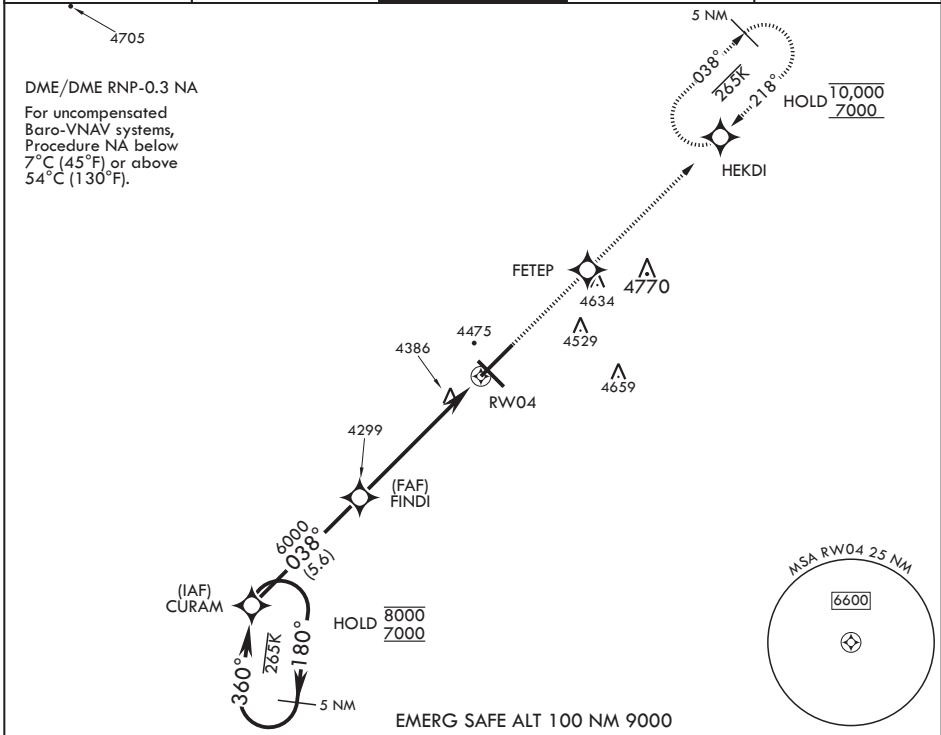 4705
DME/DME RNP-0.3 NA
For uncompensated
Baro-VNAV systems,
Procedure NA below
7°C (45°F) or above
54°C (130°F).
5 NM
038°
265K
218°
HOLD 10,000
7000
HEKDI
FETEP
4634
4770
4529
4475
4386
4659
RW04
4299
(FAF)
FINDI
6000
038°
(5.6)
(IAF)
CURAM
HOLD 8000
7000
360°
265K
180°
5 NM
MSA RW04 25 NM
6600
EMERG SAFE ALT 100 NM 9000